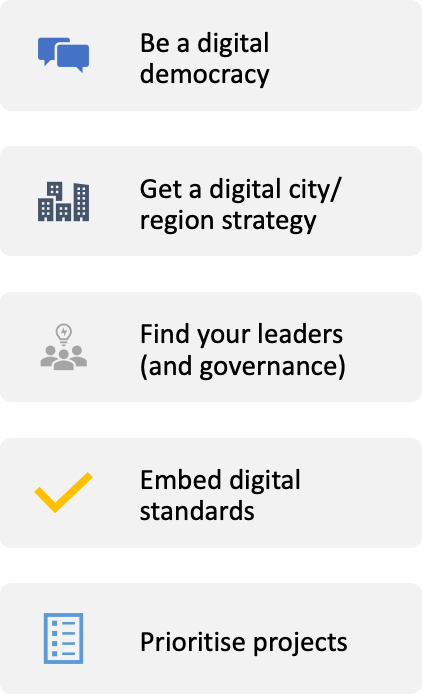 Be a digital
democracy
Get a digital city/
region strategy
Find your leaders
(and governance)
Embed digital
standards
Prioritise projects